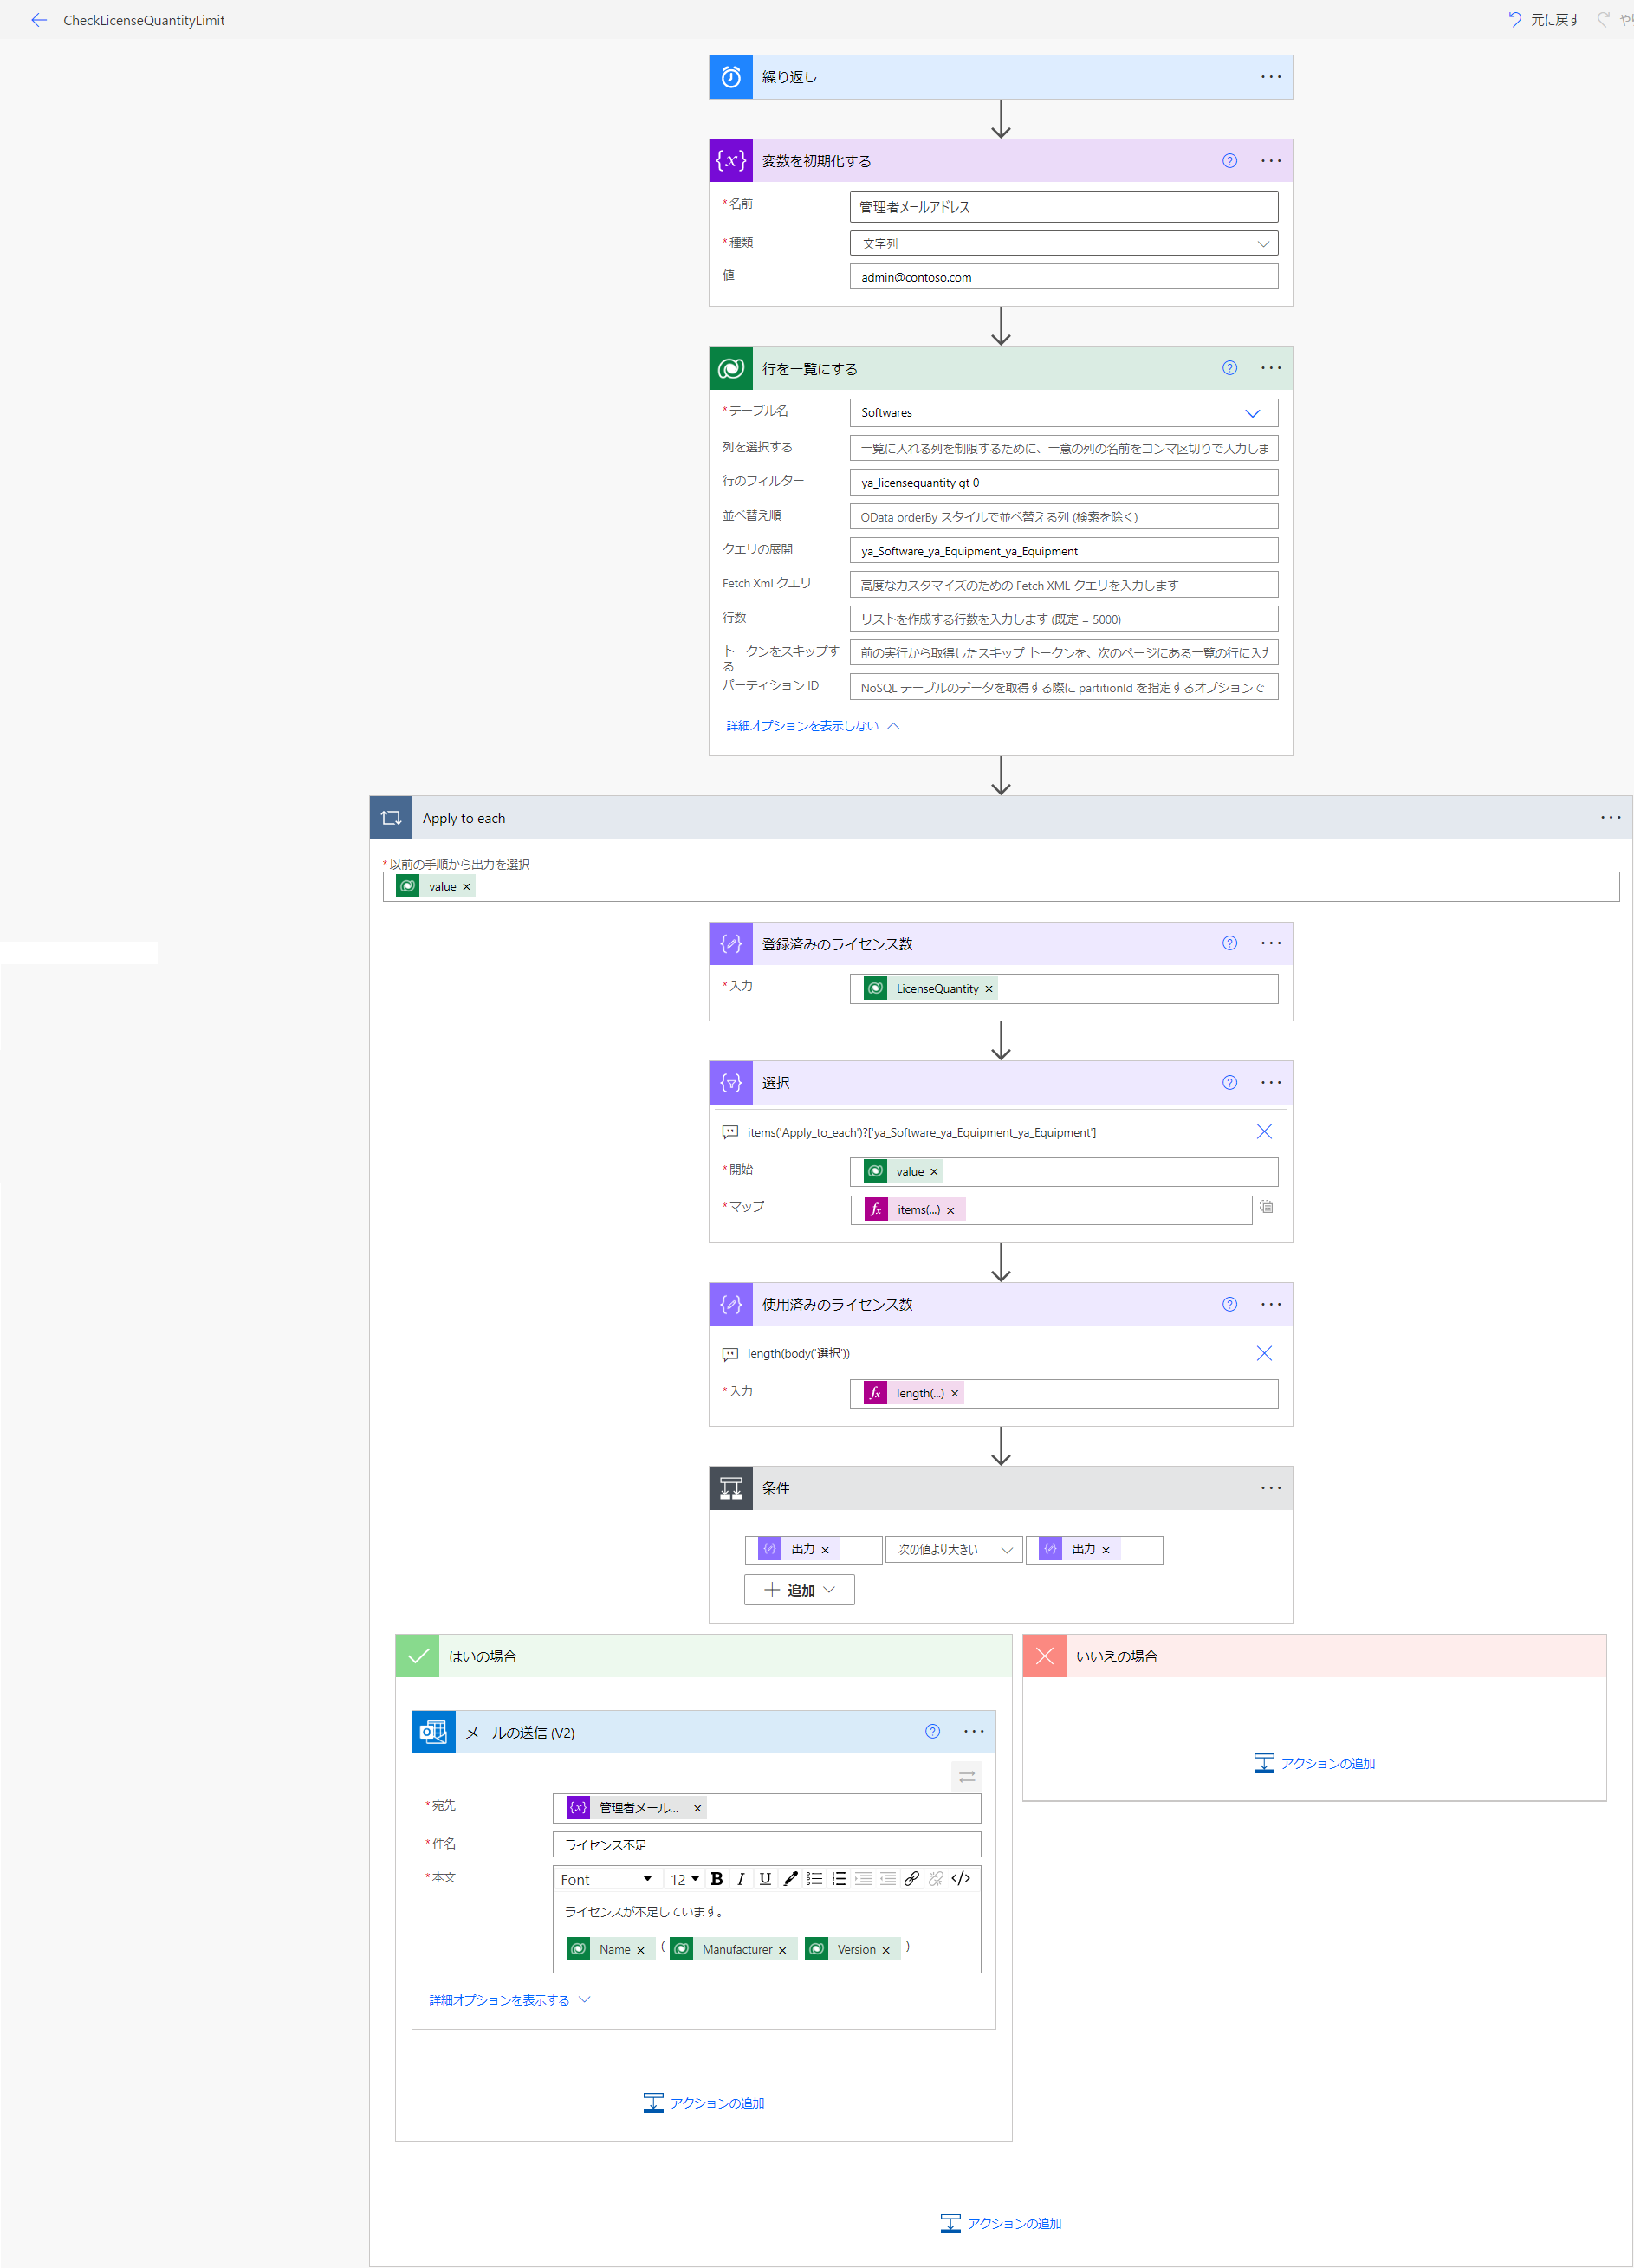 CheckLicenseQuantityLimit
元に戻す
繰り返し
変数を初期化する
*名前
管理者メールアドレス
*種類
文字列
値
admin@contoso.com
行を一覧にする
*テーブル名
Softwares
列を選択する
一覧に入れる列を制限するために、一意の列の名前をコンマ区切りで入力しま
行のフィルター
ya_licensequantity gt 0
並べ替え順
OData orderBy スタイルで並べ替える列 (検索を除く)
クエリの展開
ya_Software_ya_Equipment_ya_Equipment
Fetch Xml クエリ
高度なカスタマイズのための Fetch XML クエリを入力します
行数
リストを作成する行数を入力します (既定 = 5000)
トークンをスキップする
前の実行から取得したスキップ トークンを、次のページにある一覧の行に入力
パーティション ID
NoSQL テーブルのデータを取得する際に partitionId を指定するオプションで
詳細オプションを表示しない
Apply to each
*以前の手順から出力を選択
value ×
登録済みのライセンス数
*入力
LicenseQuantity ×
選択
items('Apply_to_each')?['ya_Software_ya_Equipment_ya_Equipment']
*開始
value ×
*マップ
fx items(...) ×
使用済みのライセンス数
length(body('選択'))
*入力
fx length(...) ×
条件
出力 × 次の値より大きい 出力 ×
+ 追加
はいの場合
いいえの場合
メールの送信 (V2)
アクションの追加
*宛先
管理者メール... ×
*件名
ライセンス不足
*本文
Font 12 B I U </>
ライセンスが不足しています。
Name × ( Manufacturer × Version × )
詳細オプションを表示する
アクションの追加
アクションの追加